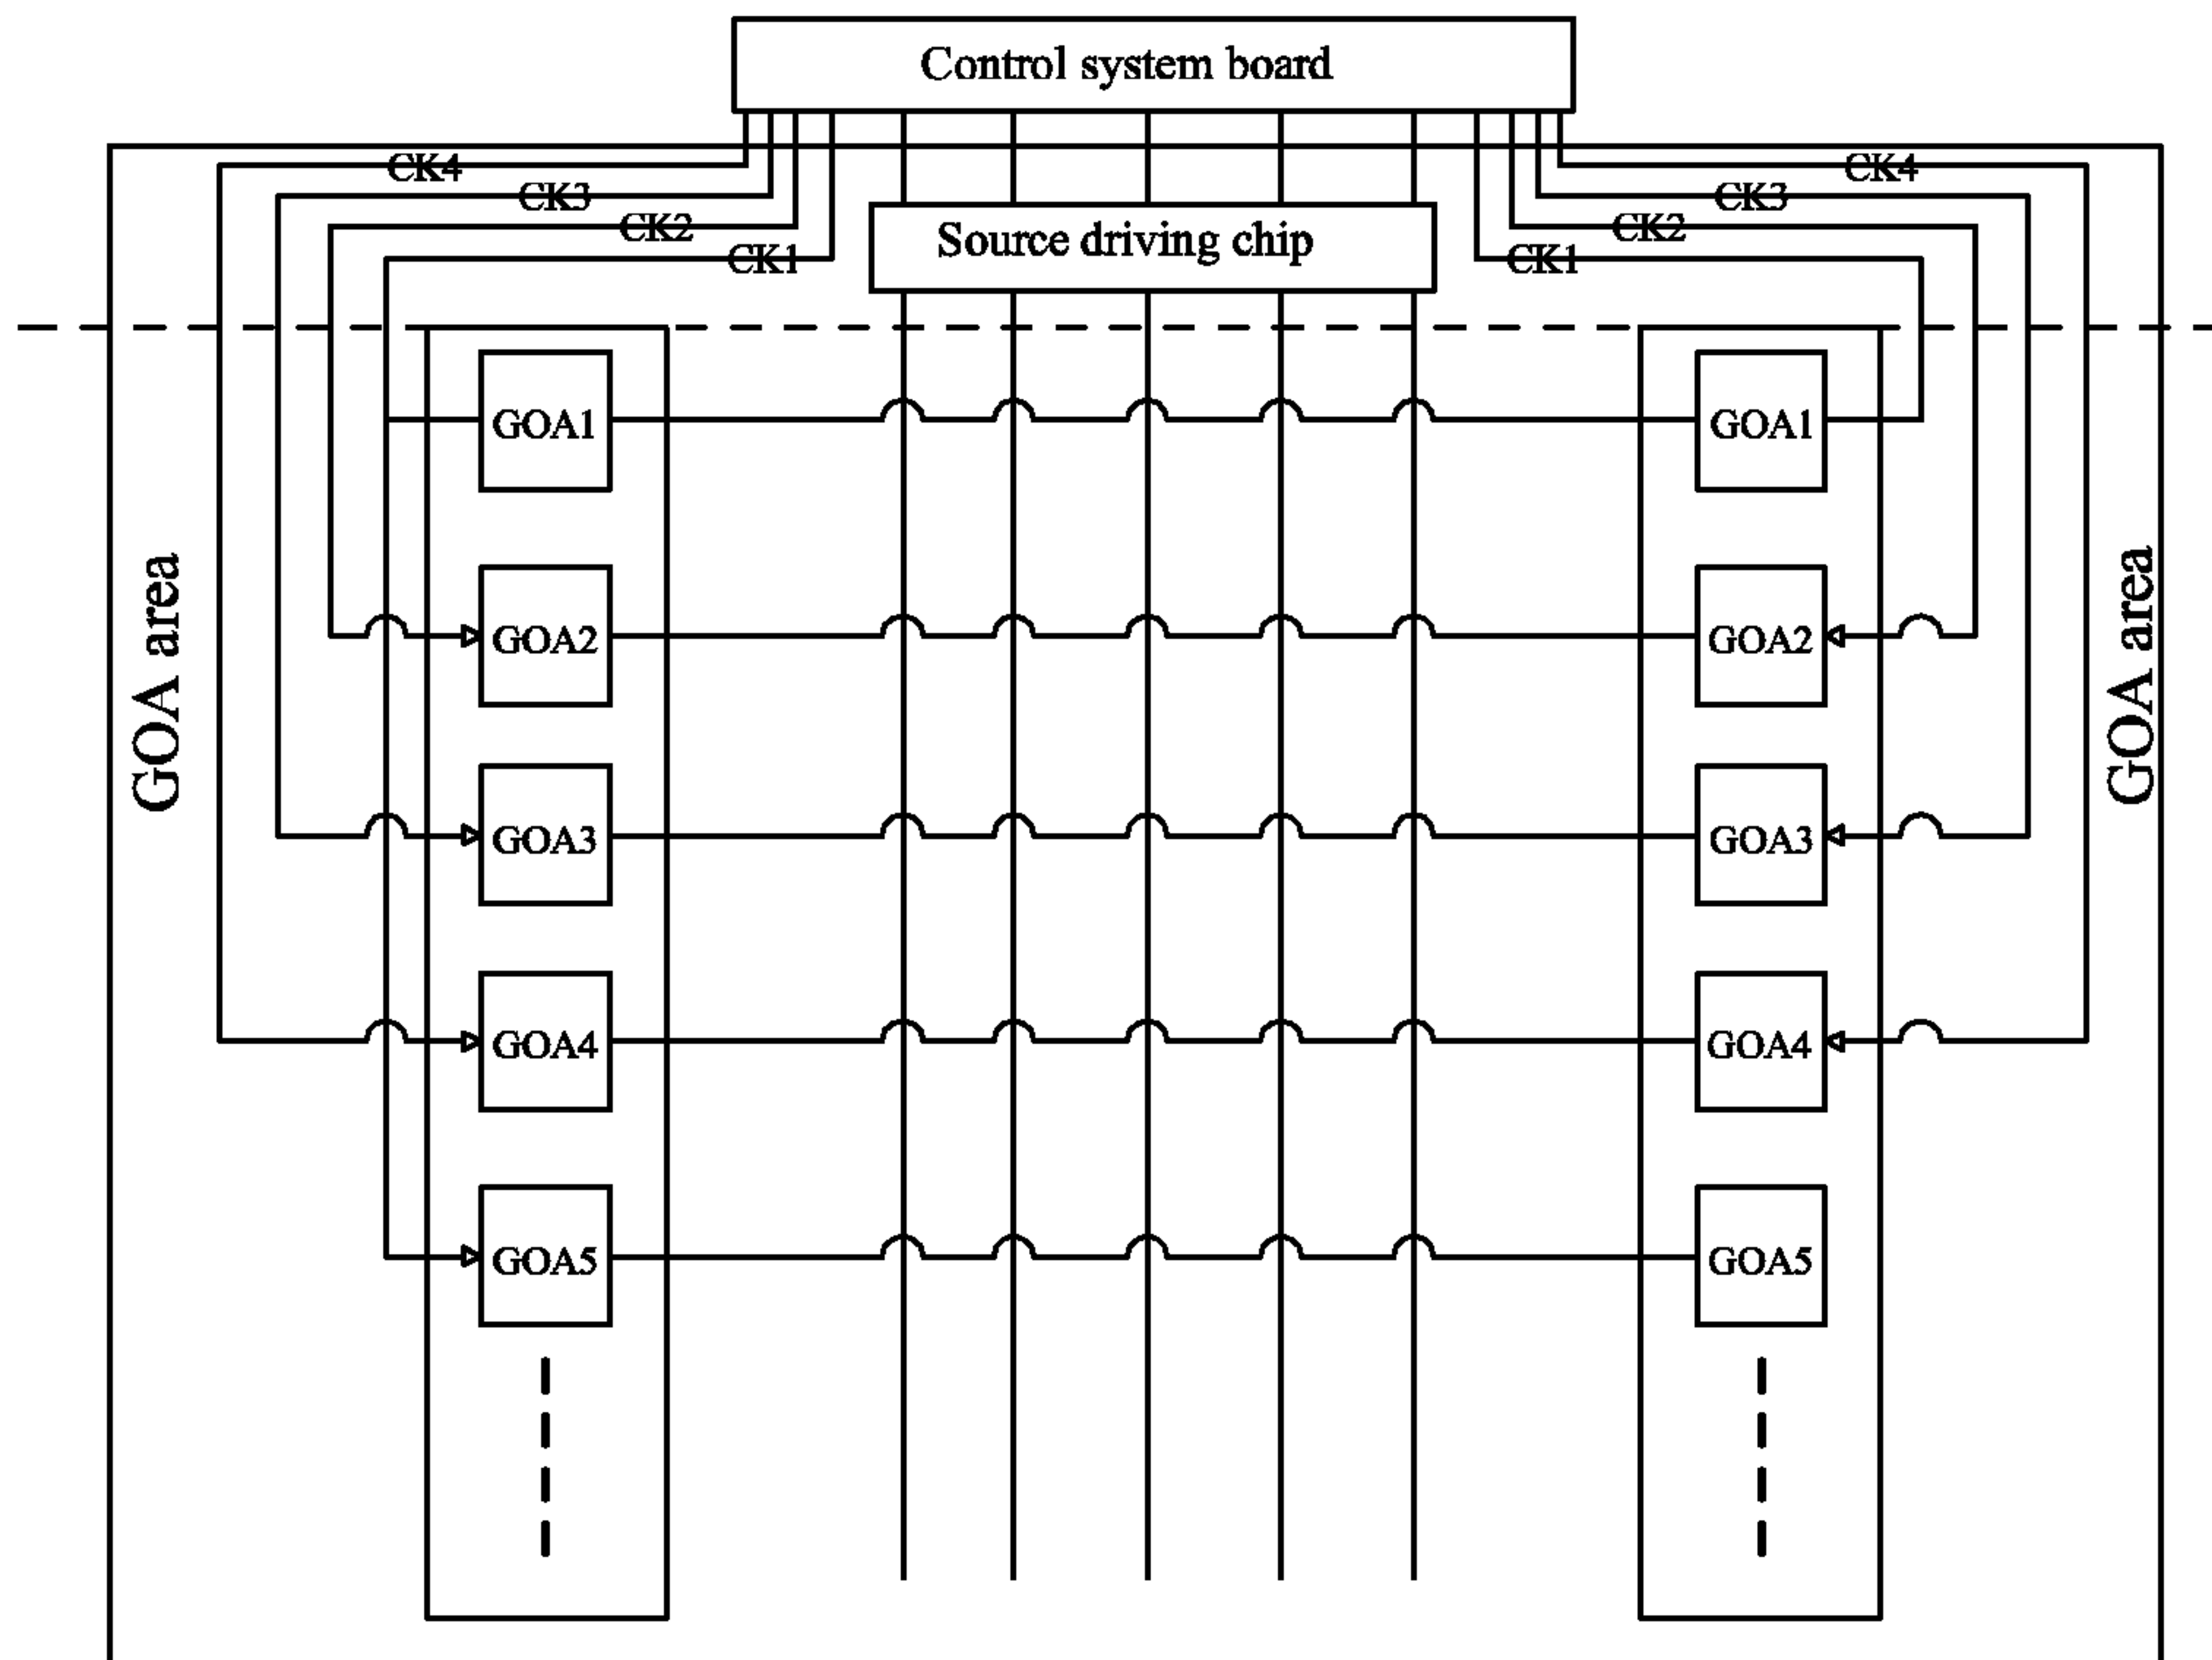 Control system board
CK4
CK4
CK3
CK3
CK2
CK2
Source driving chip
CK1
CK1
GOA1
GOA1
GOA area
GOA area
GOA2
GOA2
GOA3
GOA3
GOA4
GOA4
GOA5
GOA5